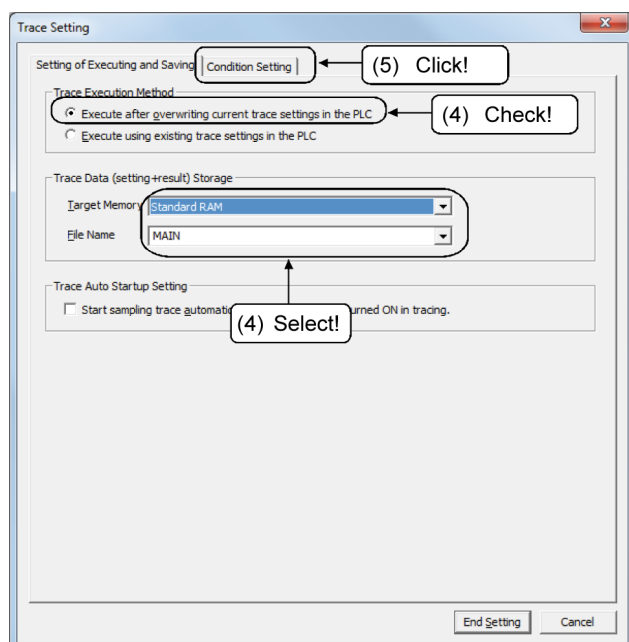 Trace Setting
Setting of Executing and Saving Condition Setting
(5) Click!
Trace Execution Method
Execute after overwriting current trace settings in the PLC
(4) Check!
Execute using existing trace settings in the PLC
Trace Data (setting+result) Storage
Target Memory Standard RAM
File Name MAIN
Trace Auto Startup Setting
Start sampling trace turned ON in tracing.
(4) Select!
End Setting Cancel